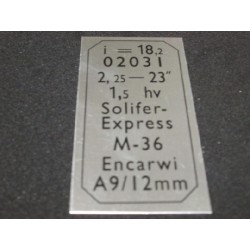 i = 18,2
02031
2, 25 — 23"
1,5 hv
Solifer-
Express
M-36
Encarwi
A9/12mm